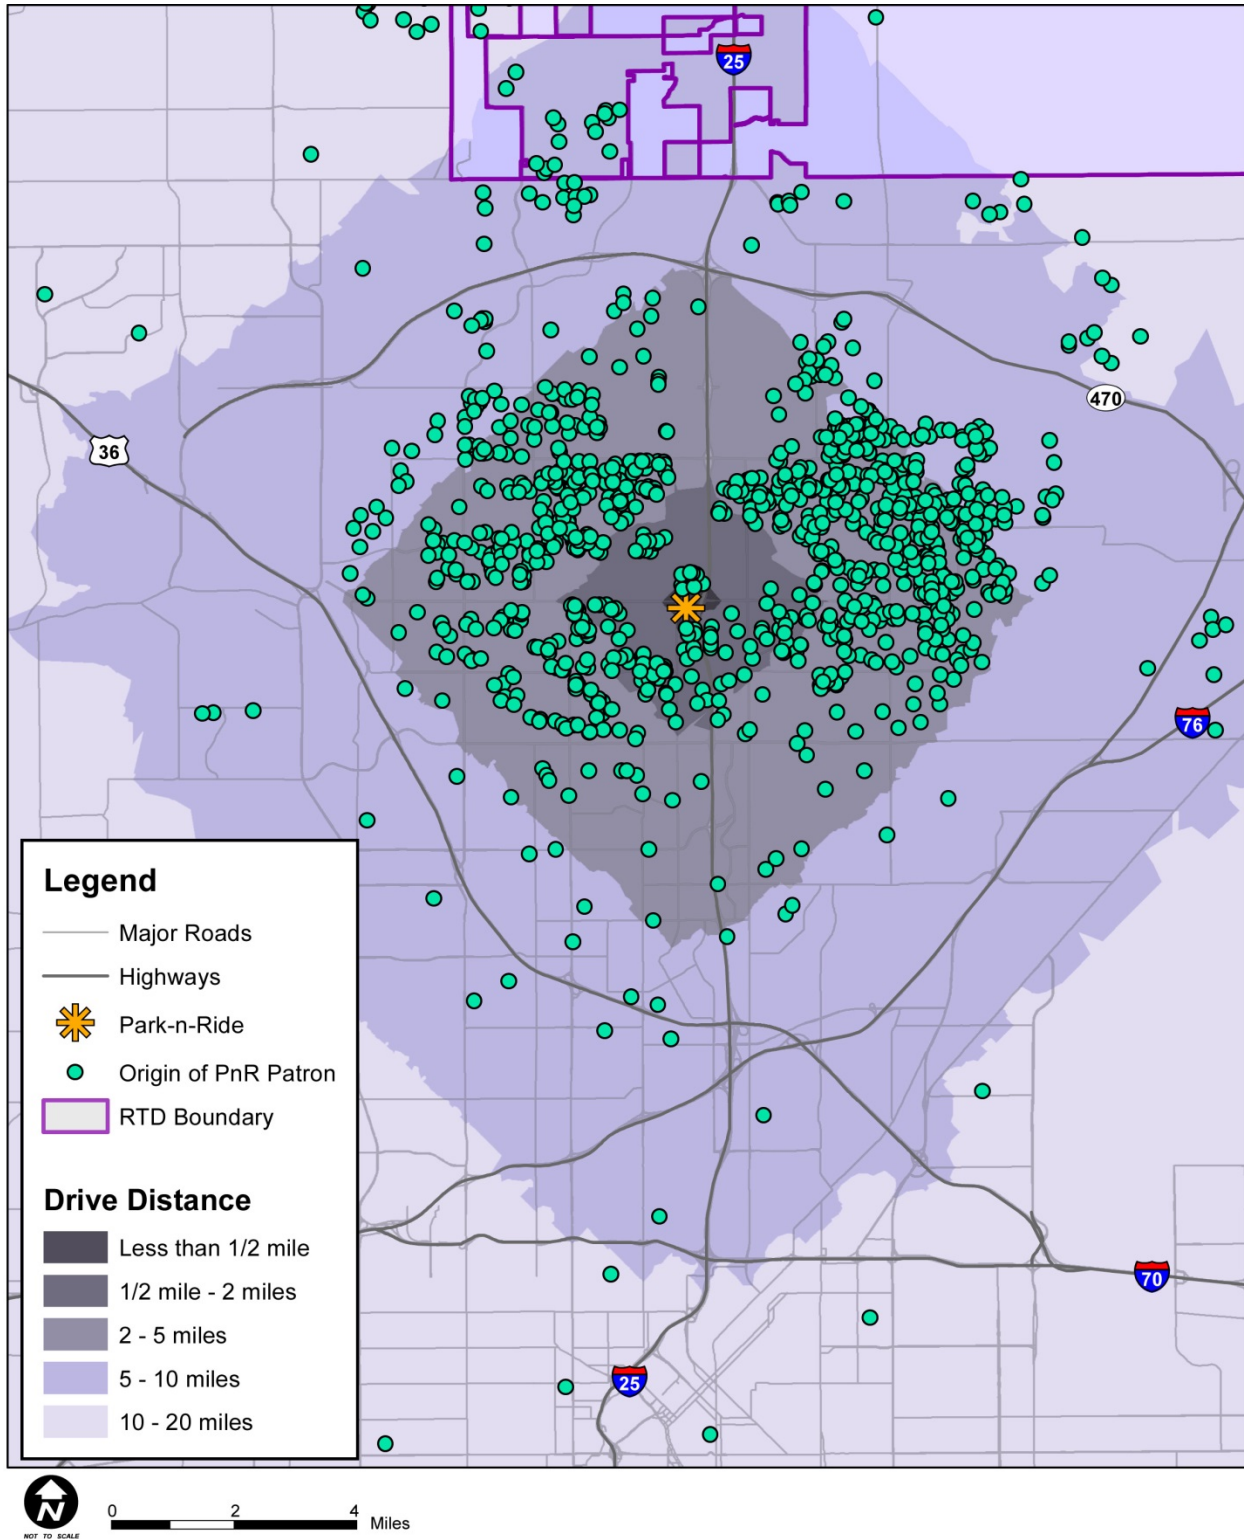 25
36
470
76
Legend
Major Roads
Highways
Park-n-Ride
Origin of PnR Patron
RTD Boundary
Drive Distance
Less than 1/2 mile
1/2 mile - 2 miles
2 - 5 miles
5 - 10 miles
10 - 20 miles
70
25
N
NOT TO SCALE
0 2 4 Miles